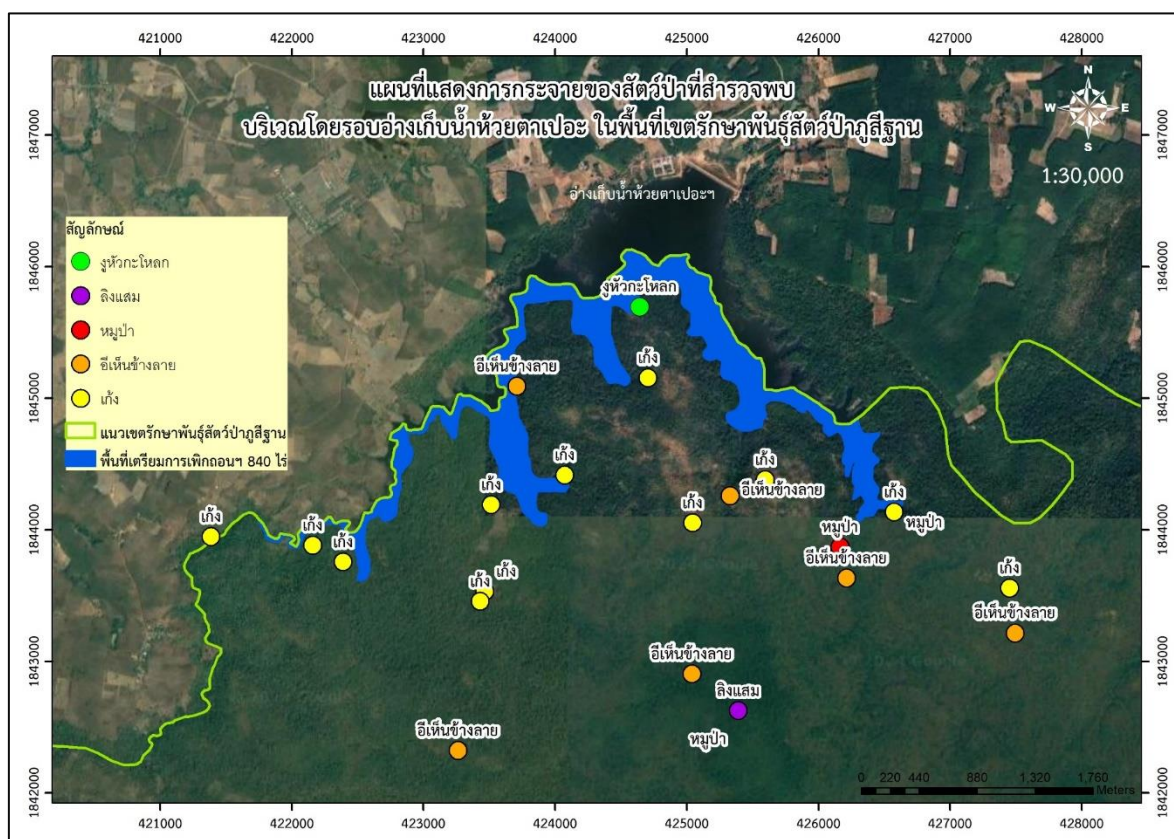 421000 422000 423000 424000 425000 426000 427000 428000
แผนที่แสดงการกระจายของสัตว์ป่าที่สำรวจพบ
บริเวณโดยรอบอ่างเก็บน้ำห้วยตาเปอะ ในพื้นที่เขตรักษาพันธุ์สัตว์ป่าภูสีฐาน
N
W E
S
1:30,000
1847000 1847000
อ่างเก็บน้ำห้วยตาเปอะฯ
สัญลักษณ์
งูหัวกะโหลก
ลิงแสม
หมูป่า
อีเห็นข้างลาย
เก้ง
แนวเขตรักษาพันธุ์สัตว์ป่าภูสีฐาน
พื้นที่เตรียมการเพิกถอนฯ 840 ไร่
1846000 1846000
งูหัวกะโหลก
อีเห็นข้างลาย
เก้ง
1845000 1845000
เก้ง
เก้ง
อีเห็นข้างลาย
เก้ง
เก้ง
เก้ง
หมูป่า
เก้ง
1844000 1844000
เก้ง
เก้ง
หมูป่า
อีเห็นข้างลาย
เก้ง
เก้ง
เก้ง
อีเห็นข้างลาย
1843000 1843000
อีเห็นข้างลาย
ลิงแสม
หมูป่า
อีเห็นข้างลาย
0 220 440 880 1,320 1,760
Meters
1842000 1842000
421000 422000 423000 424000 425000 426000 427000 428000